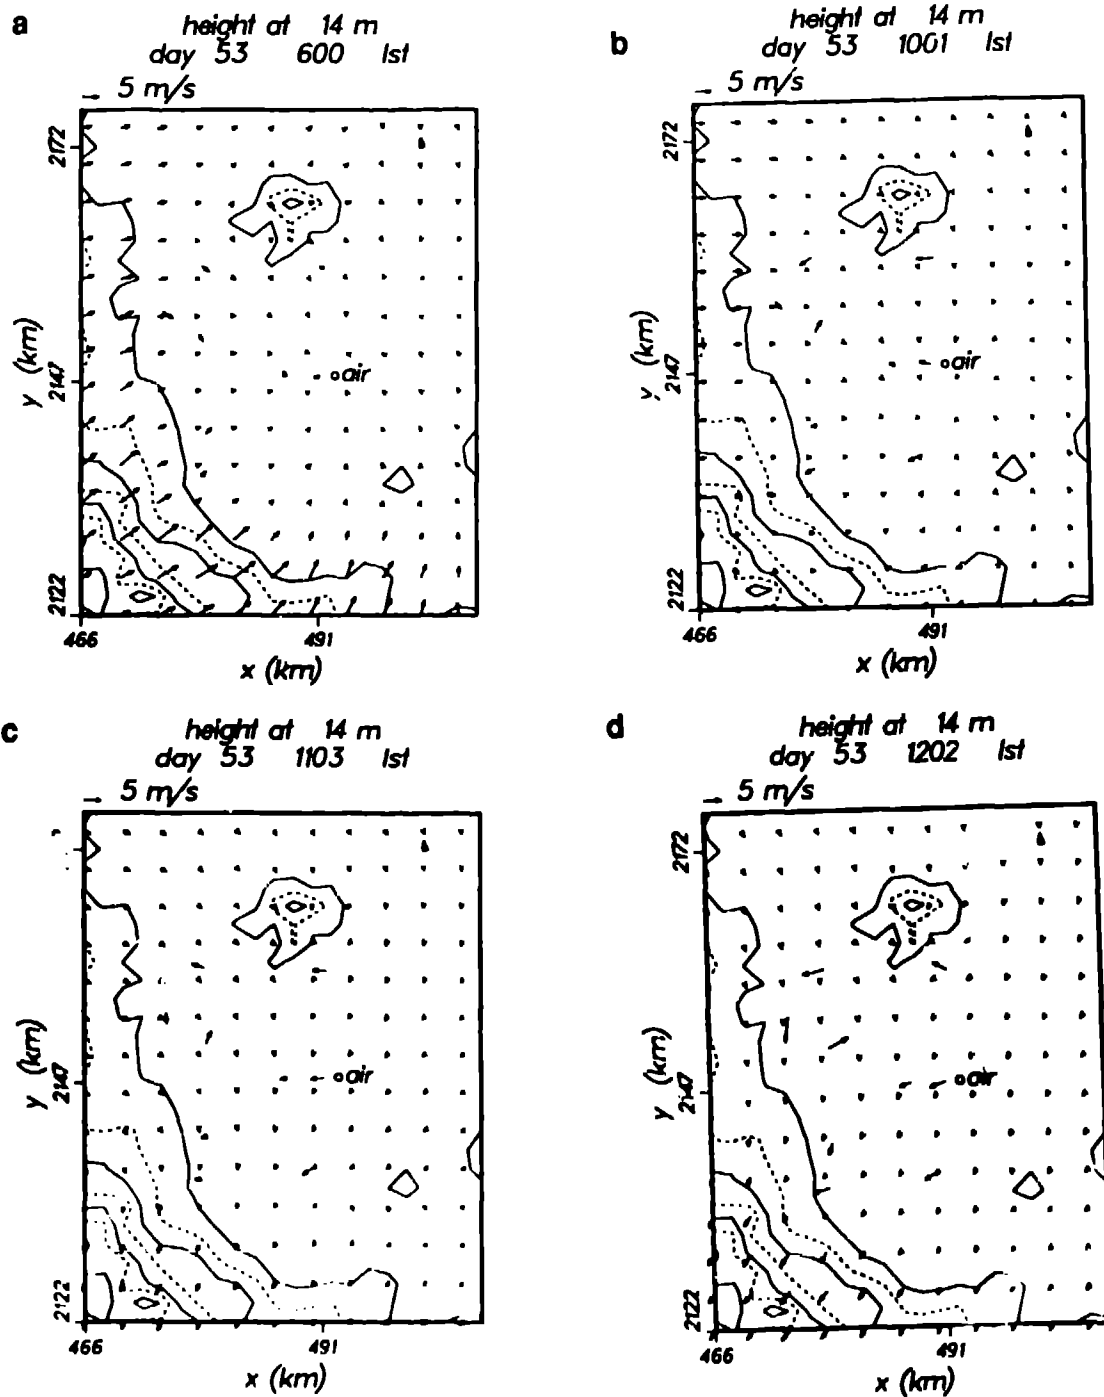 a
height at 14 m
day 53 600 lst
5 m/s
2172
2147
2122
y (km)
air
466
491
x (km)
b
height at 14 m
day 53 1001 lst
5 m/s
2172
2147
2122
y (km)
air
466
491
x (km)
c
height at 14 m
day 53 1103 lst
5 m/s
2147
2122
y (km)
air
466
491
x (km)
d
height at 14 m
day 53 1202 lst
5 m/s
2172
2147
2122
y (km)
air
466
491
x (km)